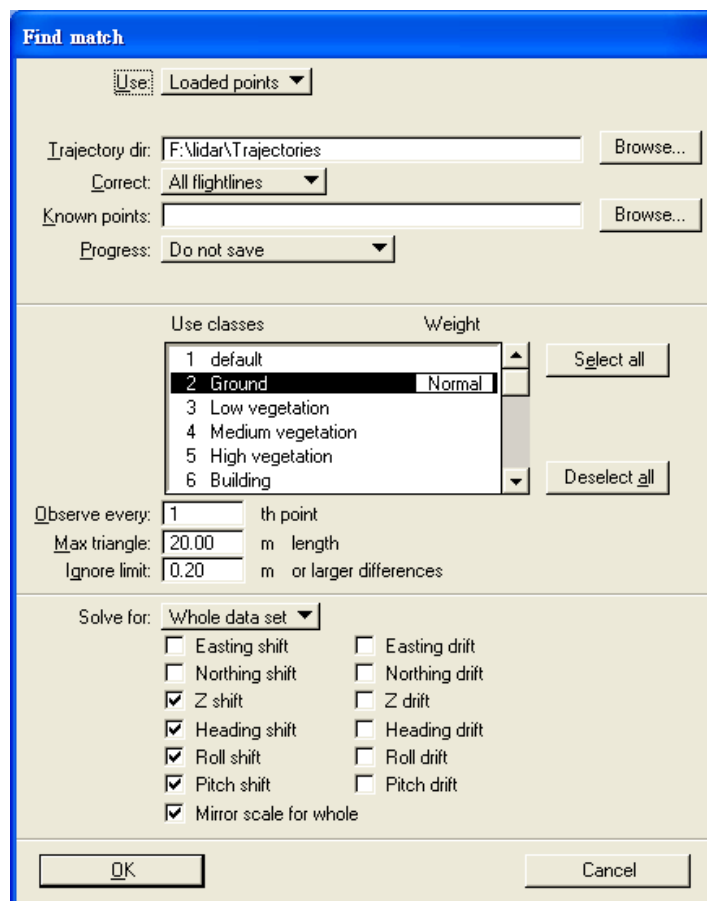 Find match
Use: Loaded points
Trajectory dir: F:\lidar\Trajectories Browse...
Correct: All flightlines
Known points: Browse...
Progress: Do not save
Use classes Weight
1 default
2 Ground Normal
3 Low vegetation
4 Medium vegetation
5 High vegetation
6 Building
Select all
Deselect all
Observe every: 1 th point
Max triangle: 20.00 m length
Ignore limit: 0.20 m or larger differences
Solve for: Whole data set
Easting shift Easting drift
Northing shift Northing drift
Z shift Z drift
Heading shift Heading drift
Roll shift Roll drift
Pitch shift Pitch drift
Mirror scale for whole
OK Cancel